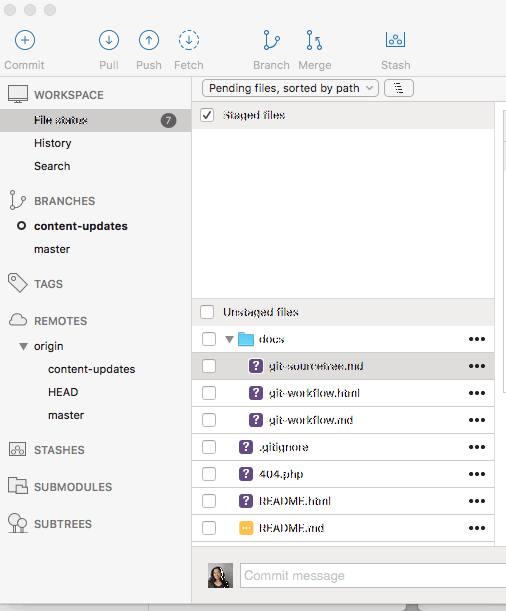 Commit Pull Push Fetch Branch Merge Stash
Pending files, sorted by path
WORKSPACE
File status 7
History
Search
BRANCHES
content-updates
master
TAGS
REMOTES
origin
content-updates
HEAD
master
STASHES
SUBMODULES
SUBTREES
Staged files
Unstaged files
docs
git-sourcetree.md
git-workflow.html
git-workflow.md
.gitignore
404.php
README.html
README.md
Commit message